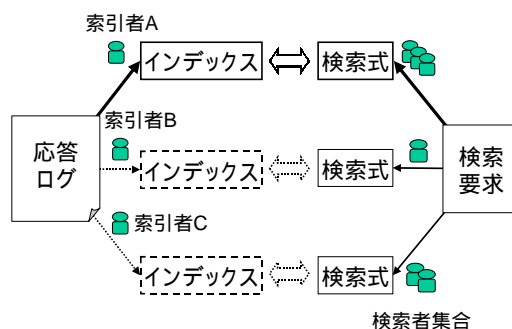 索引者A
インデックス
検索式
索引者B
応答
ログ
インデックス
検索式
検索
要求
索引者C
インデックス
検索式
検索者集合